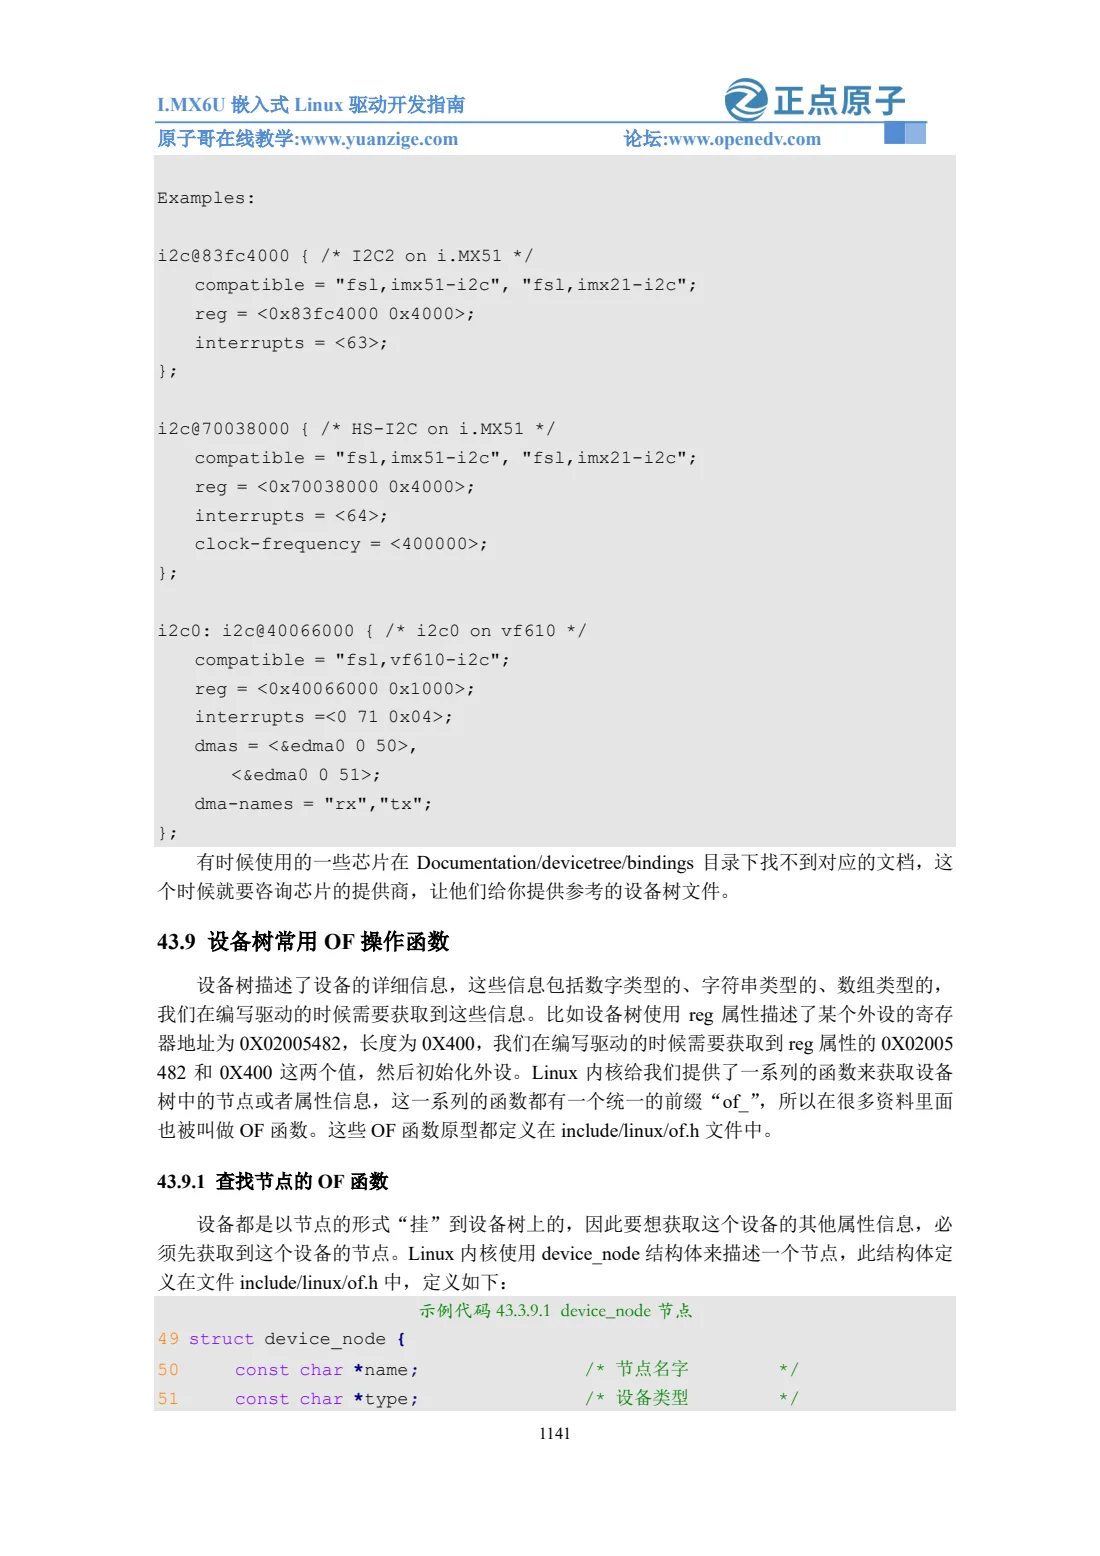 I.MX6U 嵌入式 Linux 驱动开发指南
正点原子
原子哥在线教学:www.yuanzige.com 论坛:www.openedv.com
Examples:
i2c@83fc4000 { /* I2C2 on i.MX51 */
compatible = "fsl,imx51-i2c", "fsl,imx21-i2c";
reg = <0x83fc4000 0x4000>;
interrupts = <63>;
};
i2c@70038000 { /* HS-I2C on i.MX51 */
compatible = "fsl,imx51-i2c", "fsl,imx21-i2c";
reg = <0x70038000 0x4000>;
interrupts = <64>;
clock-frequency = <400000>;
};
i2c0: i2c@40066000 { /* i2c0 on vf610 */
compatible = "fsl,vf610-i2c";
reg = <0x40066000 0x1000>;
interrupts =<0 71 0x04>;
dmas = <&edma0 0 50>,
<&edma0 0 51>;
dma-names = "rx","tx";
};
有时候使用的一些芯片在 Documentation/devicetree/bindings 目录下找不到对应的文档，这
个时候就要咨询芯片的提供商，让他们给你提供参考的设备树文件。
43.9 设备树常用 OF 操作函数
设备树描述了设备的详细信息，这些信息包括数字类型的、字符串类型的、数组类型的，
我们在编写驱动的时候需要获取到这些信息。比如设备树使用 reg 属性描述了某个外设的寄存
器地址为 0X02005482，长度为 0X400，我们在编写驱动的时候需要获取到 reg 属性的 0X02005
482 和 0X400 这两个值，然后初始化外设。Linux 内核给我们提供了一系列的函数来获取设备
树中的节点或者属性信息，这一系列的函数都有一个统一的前缀“of_”，所以在很多资料里面
也被叫做 OF 函数。这些 OF 函数原型都定义在 include/linux/of.h 文件中。
43.9.1 查找节点的 OF 函数
设备都是以节点的形式“挂”到设备树上的，因此要想获取这个设备的其他属性信息，必
须先获取到这个设备的节点。Linux 内核使用 device_node 结构体来描述一个节点，此结构体定
义在文件 include/linux/of.h 中，定义如下：
示例代码 43.3.9.1 device_node 节点
49 struct device_node {
50 const char *name; /* 节点名字 */
51 const char *type; /* 设备类型 */
1141